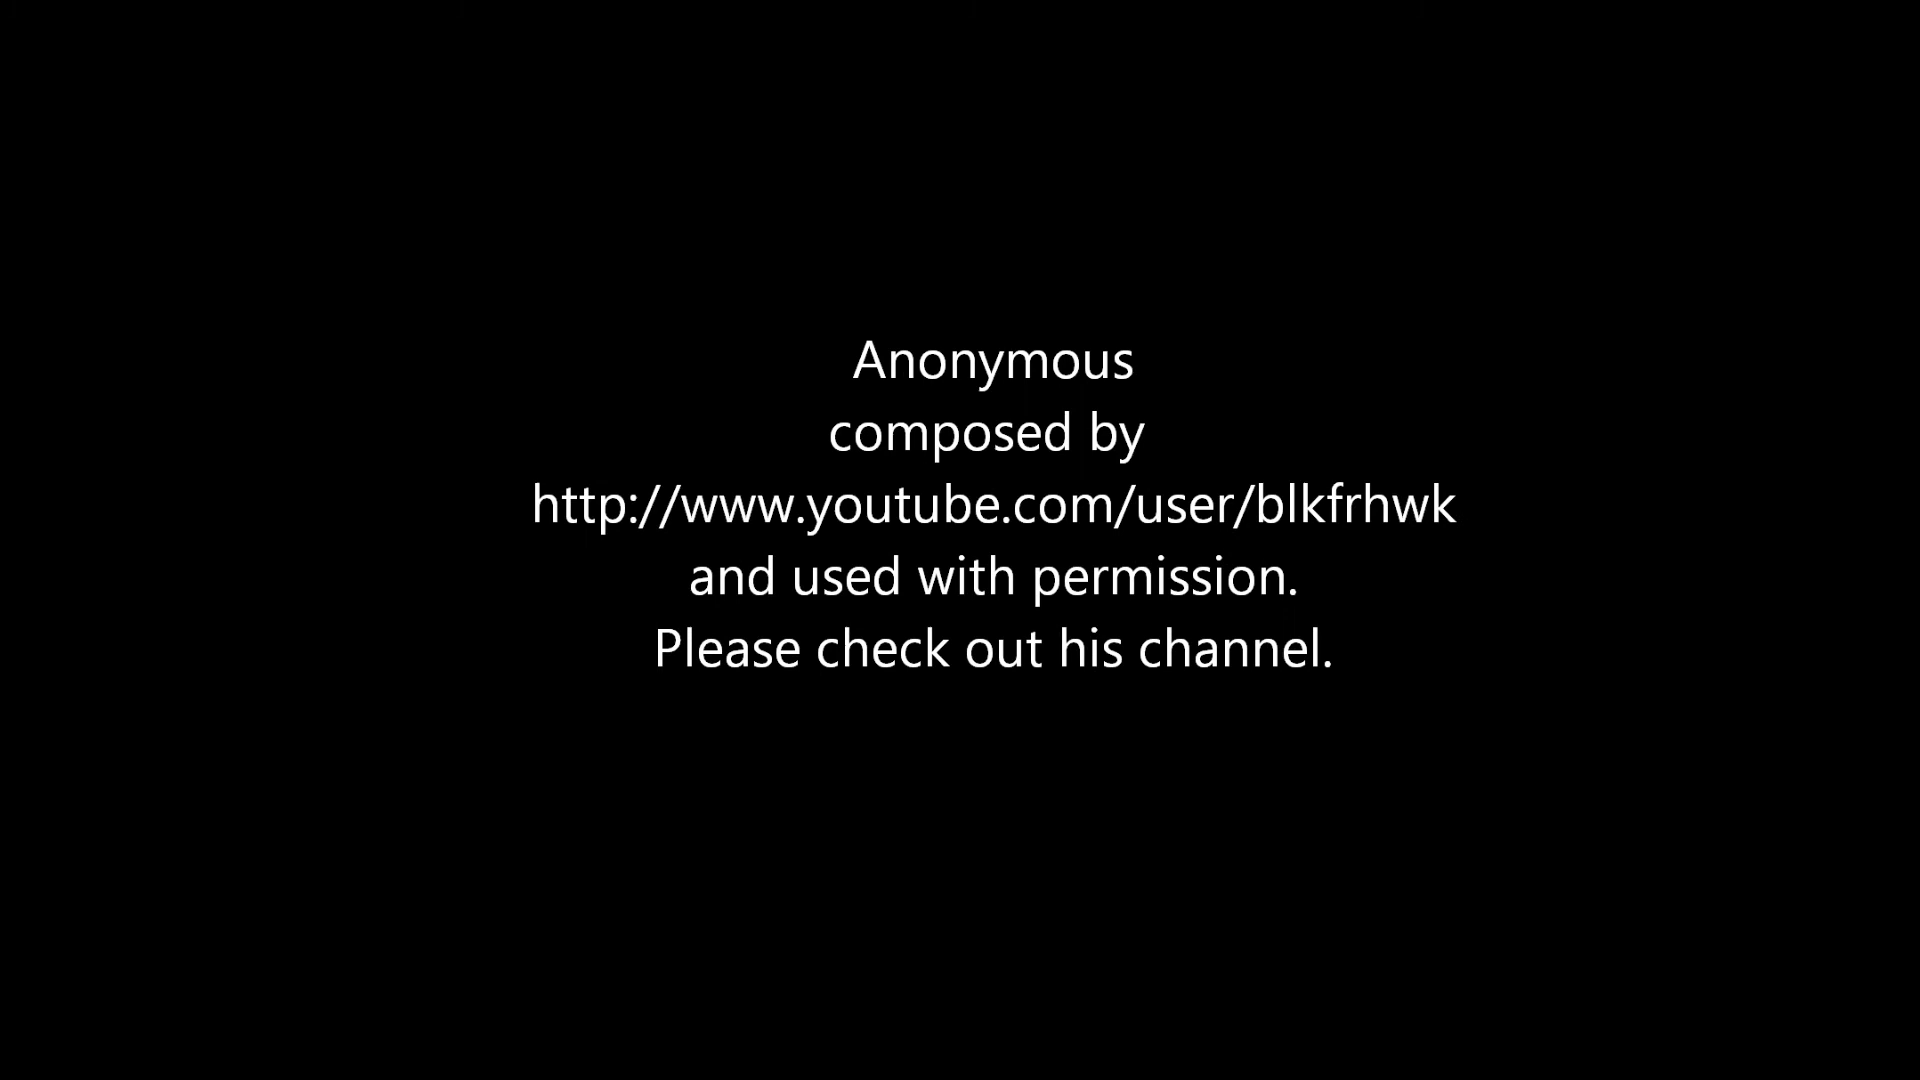 Anonymous
composed by
http://www.youtube.com/user/blkfrhwk
and used with permission.
Please check out his channel.